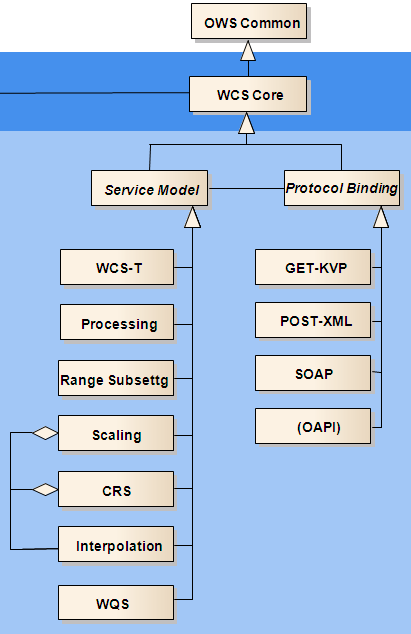 OWS Common
WCS Core
Service Model
Protocol Binding
WCS-T
GET-KVP
Processing
POST-XML
Range Subsettg
SOAP
Scaling
(OAPI)
CRS
Interpolation
WQS